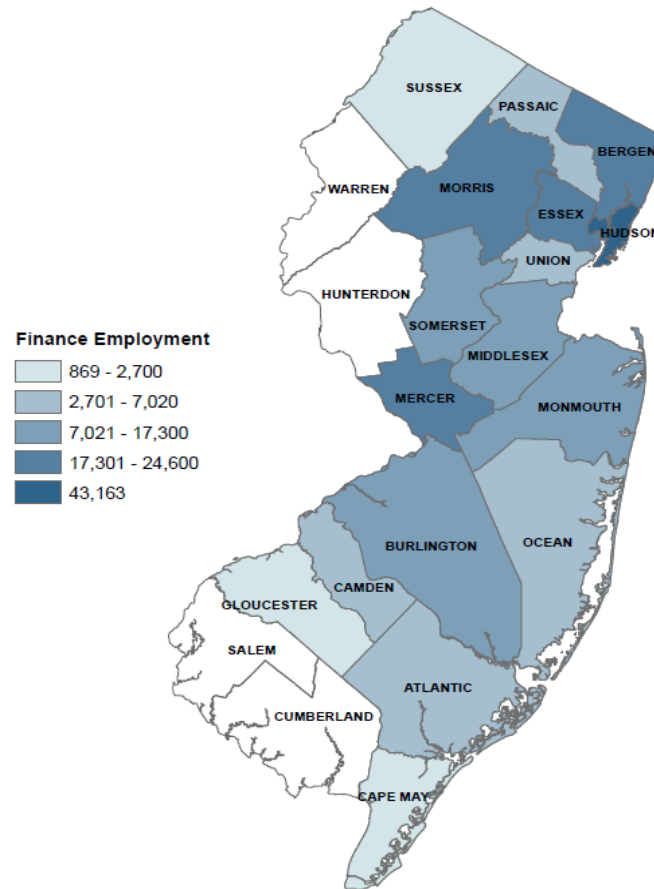 SUSSEX
PASSAIC
BERGEN
WARREN
MORRIS
ESSEX
HUDSON
UNION
HUNTERDON
SOMERSET
MIDDLESEX
MERCER
MONMOUTH
Finance Employment
869 - 2,700
2,701 - 7,020
7,021 - 17,300
17,301 - 24,600
43,163
OCEAN
BURLINGTON
CAMDEN
GLOUCESTER
SALEM
ATLANTIC
CUMBERLAND
CAPE MAY